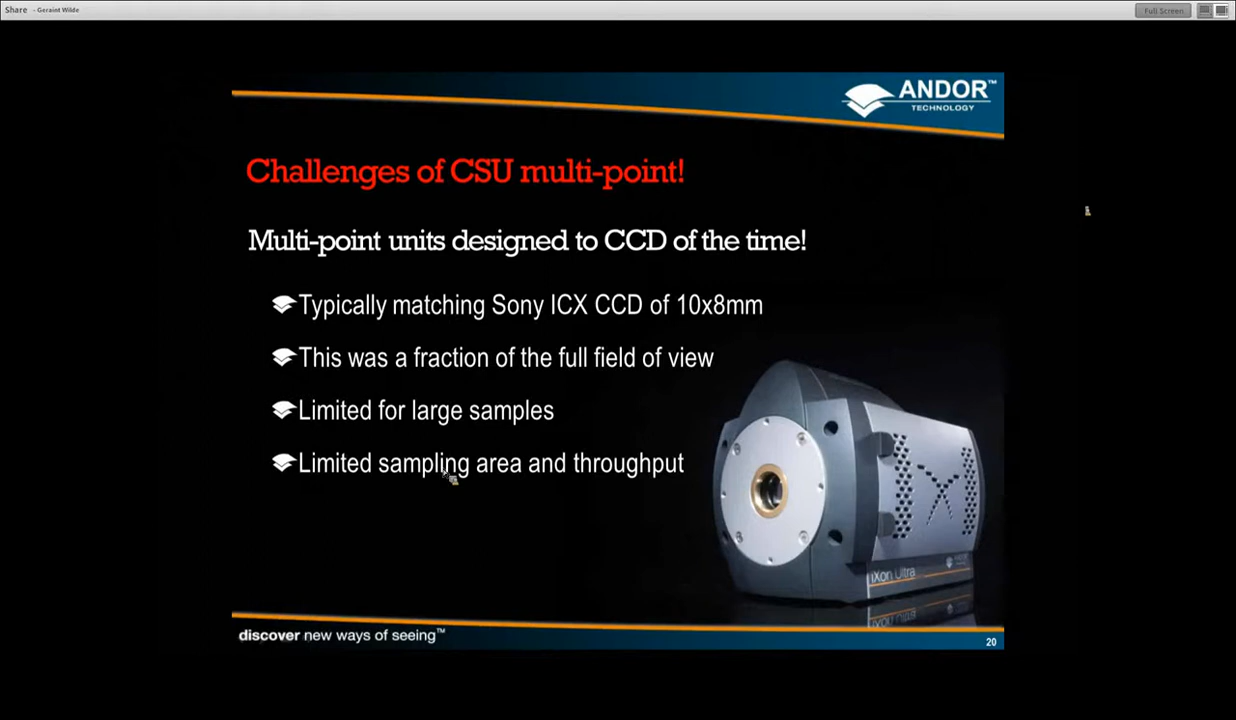 Share - Geraint Wilde
Full Screen
ANDOR™
TECHNOLOGY
Challenges of CSU multi-point!
Multi-point units designed to CCD of the time!
Typically matching Sony ICX CCD of 10x8mm
This was a fraction of the full field of view
Limited for large samples
Limited sampling area and throughput
iXon Ultra
discover new ways of seeing™
20